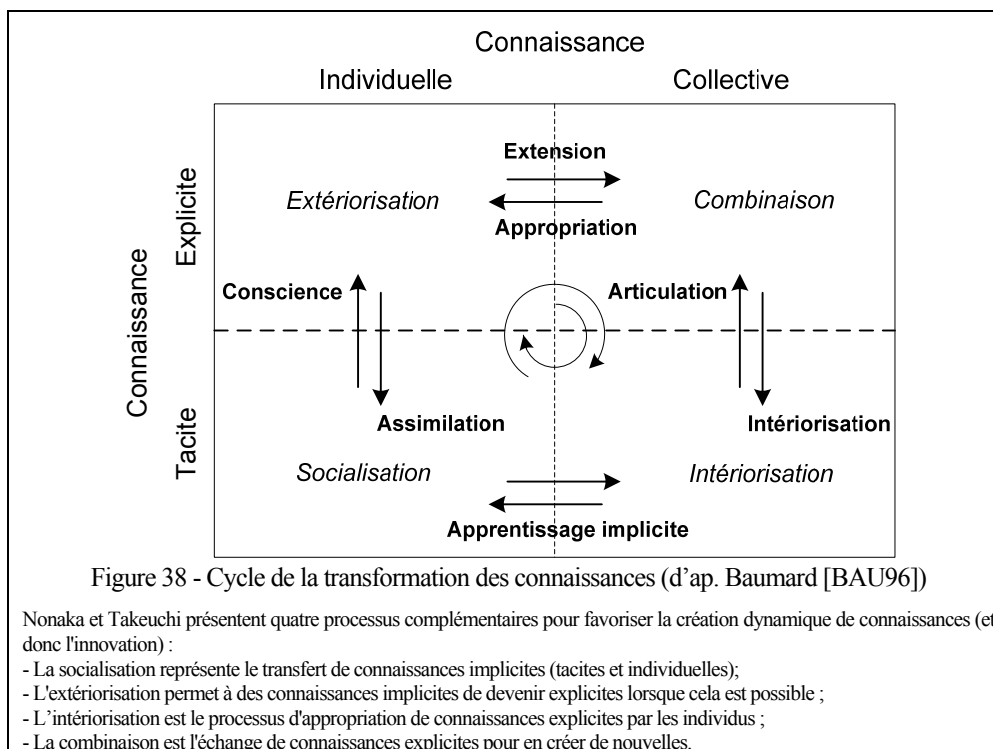 Connaissance
Individuelle Collective
Extension
Extériorisation Combinaison
Appropriation
Explicite
Conscience Articulation
Connaissance
Assimilation Intériorisation
Tacite
Socialisation Intériorisation
Apprentissage implicite
Figure 38 - Cycle de la transformation des connaissances (d'ap. Baumard [BAU96])
Nonaka et Takeuchi présentent quatre processus complémentaires pour favoriser la création dynamique de connaissances (et
donc l'innovation) :
- La socialisation représente le transfert de connaissances implicites (tacites et individuelles);
- L'extériorisation permet à des connaissances implicites de devenir explicites lorsque cela est possible ;
- L'intériorisation est le processus d'appropriation de connaissances explicites par les individus ;
- La combinaison est l'échange de connaissances explicites pour en créer de nouvelles.